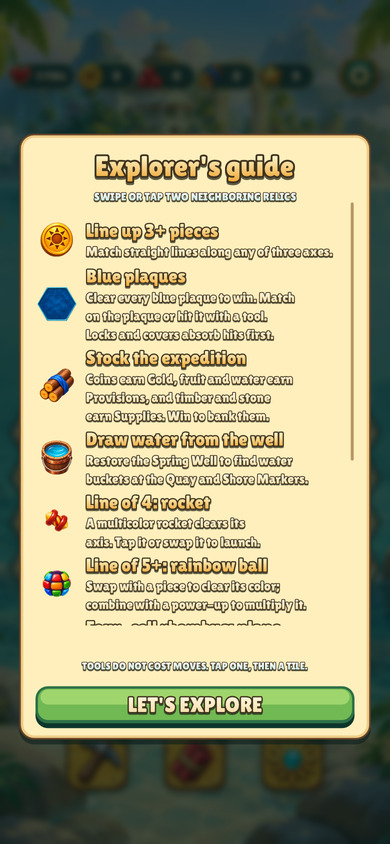 Explorer's guide
SWIPE OR TAP TWO NEIGHBORING RELICS
Line up 3+ pieces
Match straight lines along any of three axes.
Blue plaques
Clear every blue plaque to win. Match
on the plaque or hit it with a tool.
Locks and covers absorb hits first.
Stock the expedition
Coins earn Gold, fruit and water earn
Provisions, and timber and stone
earn Supplies. Win to bank them.
Draw water from the well
Restore the Spring Well to find water
buckets at the Quay and Shore Markers.
Line of 4: rocket
A multicolor rocket clears its
axis. Tap it or swap it to launch.
Line of 5+: rainbow ball
Swap with a piece to clear its color;
combine with a power-up to multiply it.
TOOLS DO NOT COST MOVES. TAP ONE, THEN A TILE.
LET'S EXPLORE